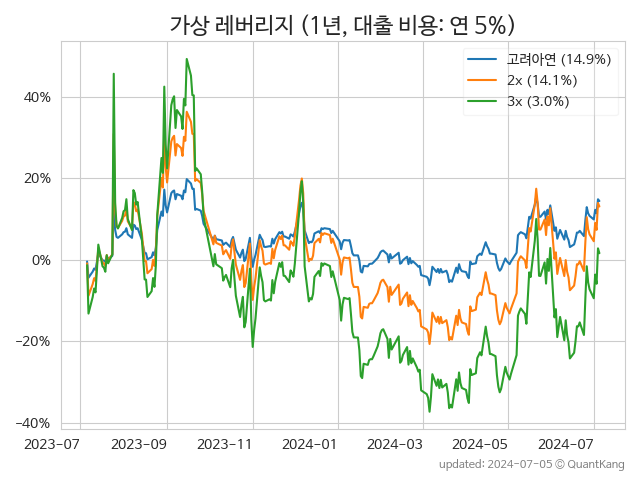 가상 레버리지 (1년, 대출 비용: 연 5%)
고려아연 (14.9%)
2x (14.1%)
3x (3.0%)
40%
20%
0%
−20%
−40%
2023-07 2023-09 2023-11 2024-01 2024-03 2024-05 2024-07
updated: 2024-07-05 © QuantKang